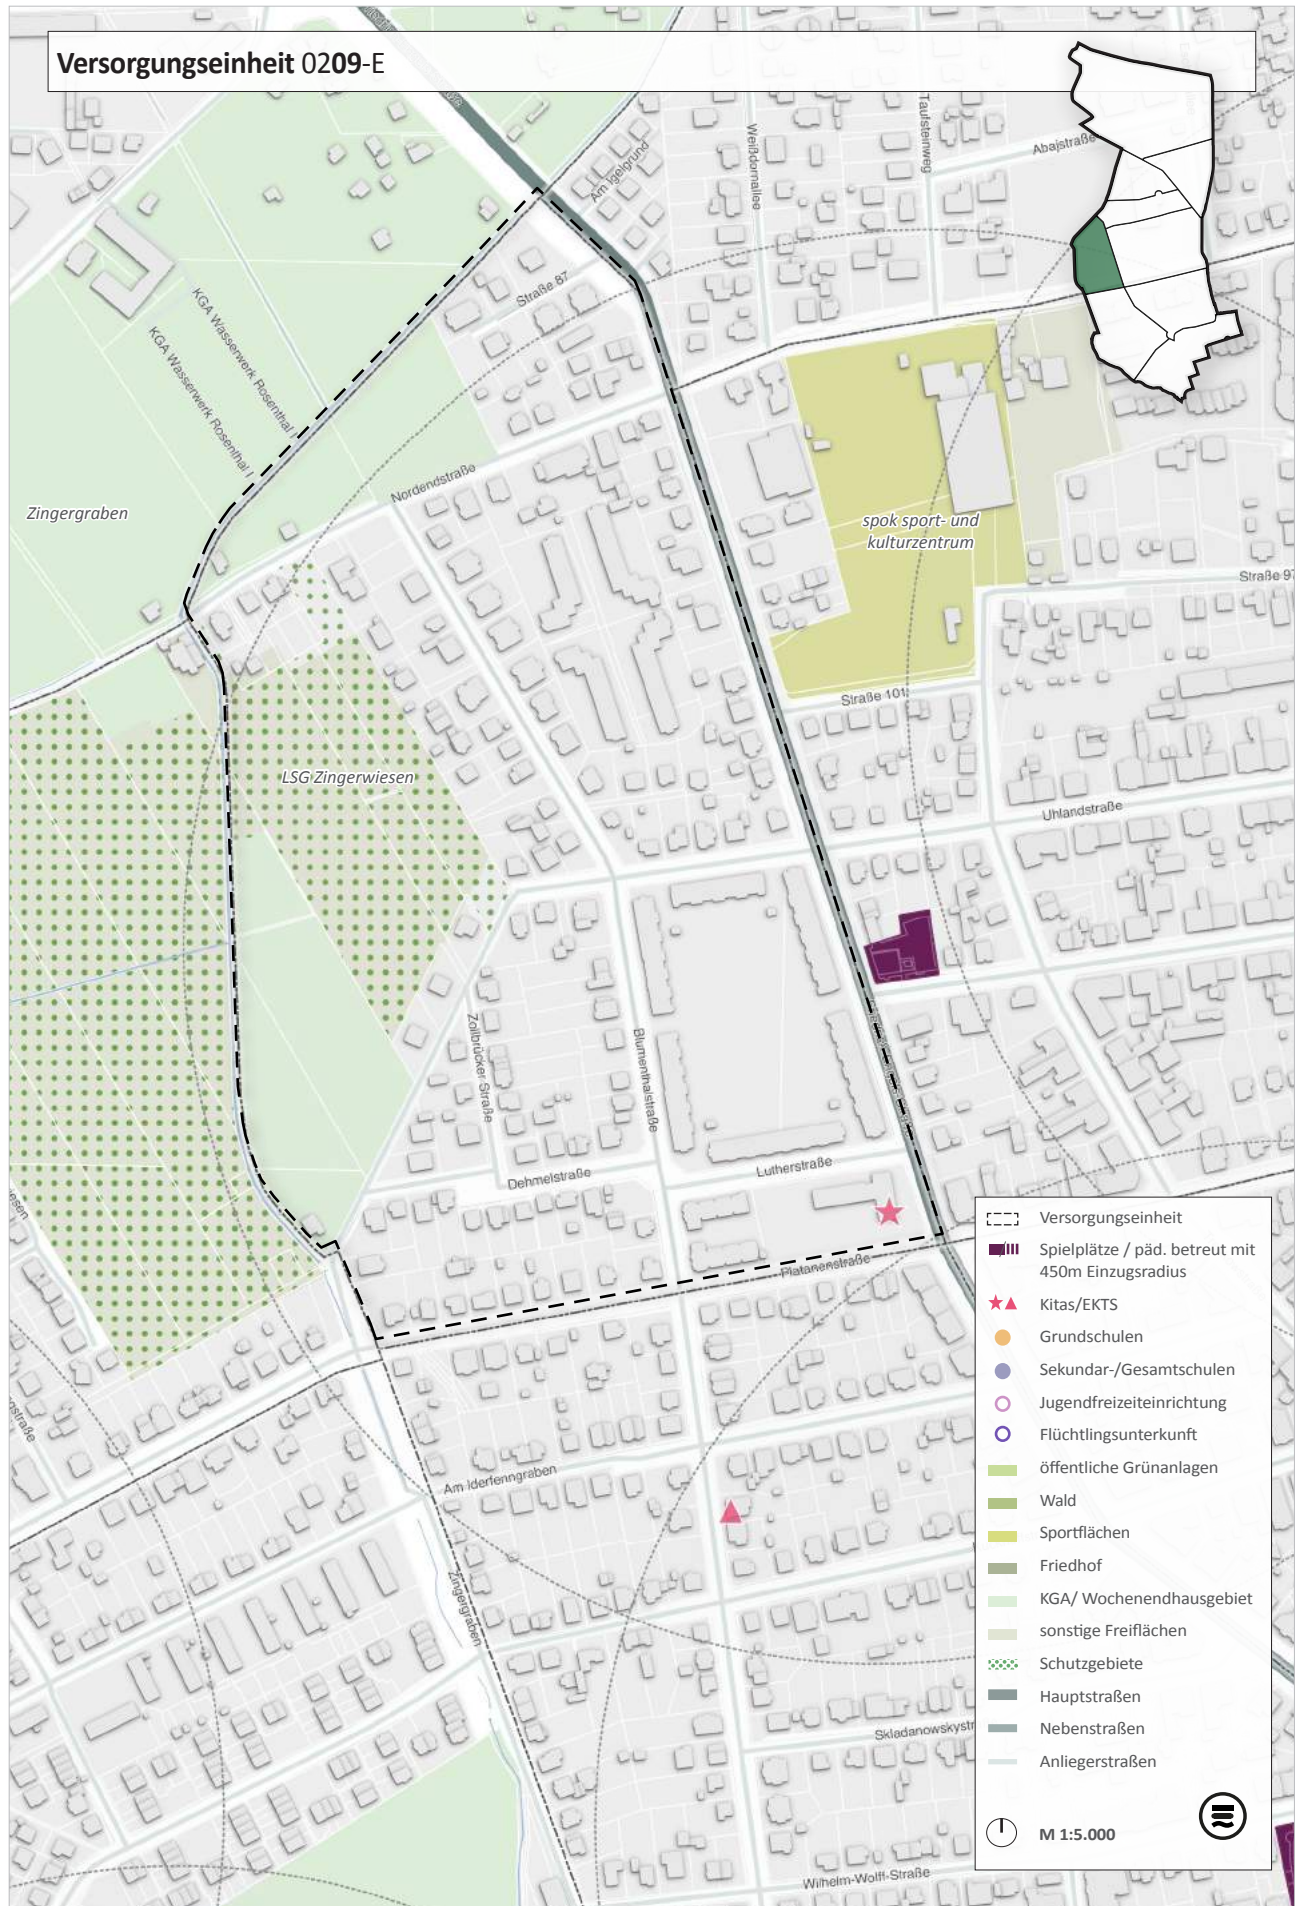 Versorgungseinheit 0209-E
Am Igelgrund
Weißdornallee
Taufsteinweg
Abajstraße
Straße 87
KGA Wasserwerk Rosenthal I
KGA Wasserwerk Rosenthal I
Nordendstraße
Zingergraben
spok sport- und
kulturzentrum
Straße 97
Straße 101
LSG Zingerwiesen
Uhlandstraße
Zoilbrücker Straße
Blumenthalstraße
Dehmelstraße
Lutherstraße
Platanenstraße
Am Iderfenngraben
Zingergraben
Skladanowskystr
Wilhelm-Wolff-Straße
Versorgungseinheit
Spielplätze / päd. betreut mit
450m Einzugsradius
Kitas/EKTS
Grundschulen
Sekundar-/Gesamtschulen
Jugendfreizeiteinrichtung
Flüchtlingsunterkunft
öffentliche Grünanlagen
Wald
Sportflächen
Friedhof
KGA/ Wochenendhausgebiet
sonstige Freiflächen
Schutzgebiete
Hauptstraßen
Nebenstraßen
Anliegerstraßen
M 1:5.000